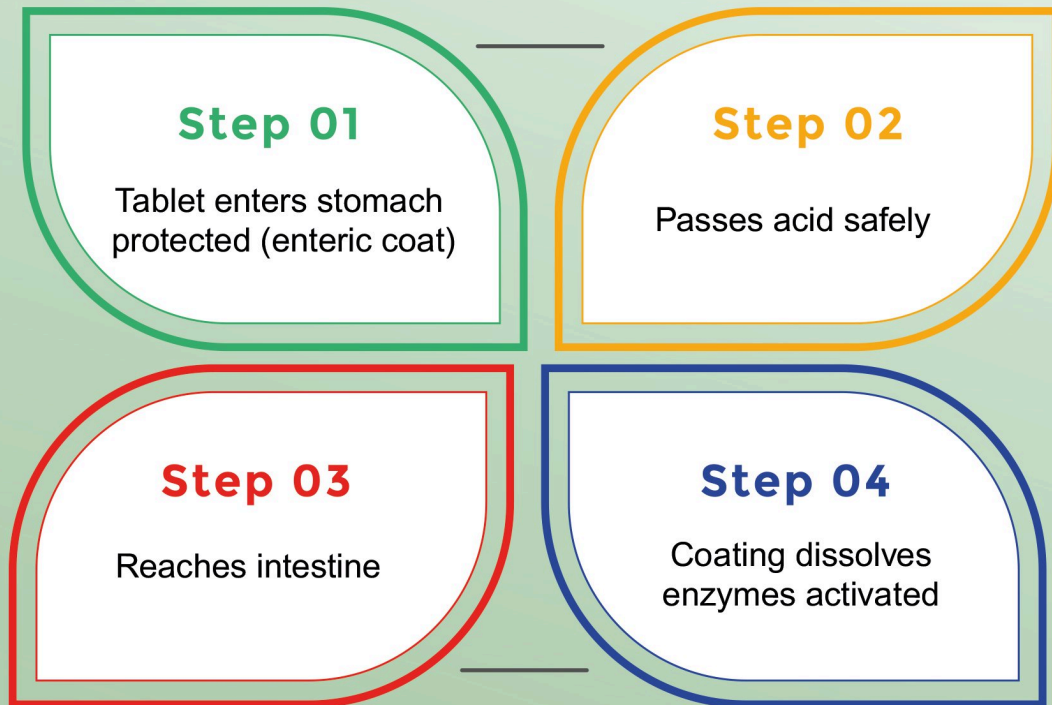 Step 01
Tablet enters stomach
protected (enteric coat)
Step 02
Passes acid safely
Step 03
Reaches intestine
Step 04
Coating dissolves
enzymes activated